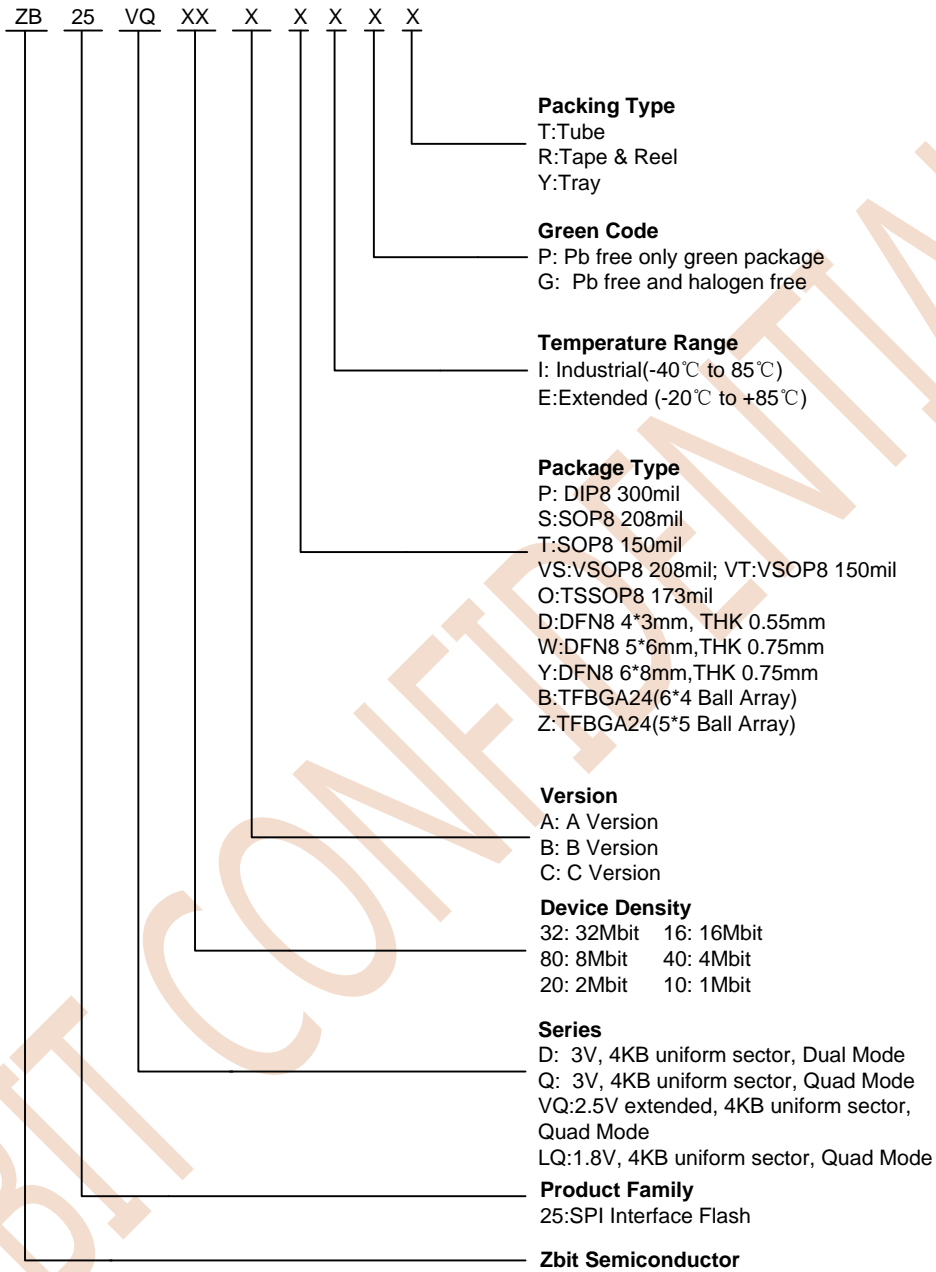 ZB 25 VQ XX X X X X X
Packing Type
T:Tube
R:Tape & Reel
Y:Tray
Green Code
P: Pb free only green package
G: Pb free and halogen free
Temperature Range
I: Industrial(-40℃ to 85℃)
E:Extended (-20℃ to +85℃)
Package Type
P: DIP8 300mil
S:SOP8 208mil
T:SOP8 150mil
VS:VSOP8 208mil; VT:VSOP8 150mil
O:TSSOP8 173mil
D:DFN8 4*3mm, THK 0.55mm
W:DFN8 5*6mm,THK 0.75mm
Y:DFN8 6*8mm,THK 0.75mm
B:TFBGA24(6*4 Ball Array)
Z:TFBGA24(5*5 Ball Array)
Version
A: A Version
B: B Version
C: C Version
Device Density
32: 32Mbit 16: 16Mbit
80: 8Mbit 40: 4Mbit
20: 2Mbit 10: 1Mbit
Series
D: 3V, 4KB uniform sector, Dual Mode
Q: 3V, 4KB uniform sector, Quad Mode
VQ:2.5V extended, 4KB uniform sector,
Quad Mode
LQ:1.8V, 4KB uniform sector, Quad Mode
Product Family
25:SPI Interface Flash
Zbit Semiconductor
BIT CONFIDENTIA